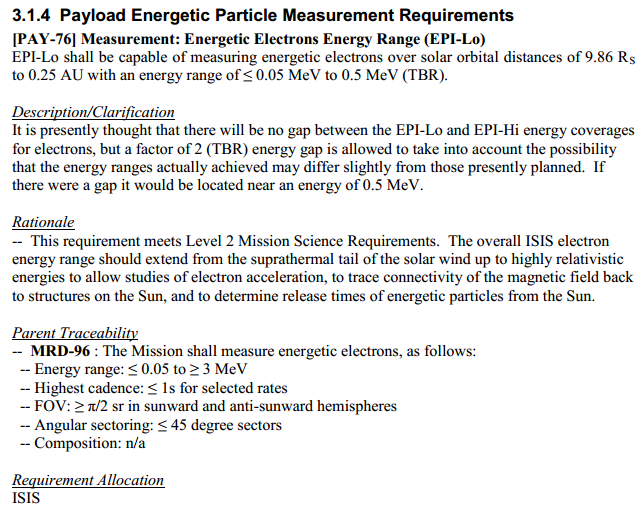 3.1.4 Payload Energetic Particle Measurement Requirements
[PAY-76] Measurement: Energetic Electrons Energy Range (EPI-Lo)
EPI-Lo shall be capable of measuring energetic electrons over solar orbital distances of 9.86 Rs
to 0.25 AU with an energy range of ≤ 0.05 MeV to 0.5 MeV (TBR).
Description/Clarification
It is presently thought that there will be no gap between the EPI-Lo and EPI-Hi energy coverages
for electrons, but a factor of 2 (TBR) energy gap is allowed to take into account the possibility
that the energy ranges actually achieved may differ slightly from those presently planned. If
there were a gap it would be located near an energy of 0.5 MeV.
Rationale
-- This requirement meets Level 2 Mission Science Requirements. The overall ISIS electron
energy range should extend from the suprathermal tail of the solar wind up to highly relativistic
energies to allow studies of electron acceleration, to trace connectivity of the magnetic field back
to structures on the Sun, and to determine release times of energetic particles from the Sun.
Parent Traceability
-- MRD-96 : The Mission shall measure energetic electrons, as follows:
-- Energy range: ≤ 0.05 to ≥ 3 MeV
-- Highest cadence: ≤ 1s for selected rates
-- FOV: ≥ π/2 sr in sunward and anti-sunward hemispheres
-- Angular sectoring: ≤ 45 degree sectors
-- Composition: n/a
Requirement Allocation
ISIS